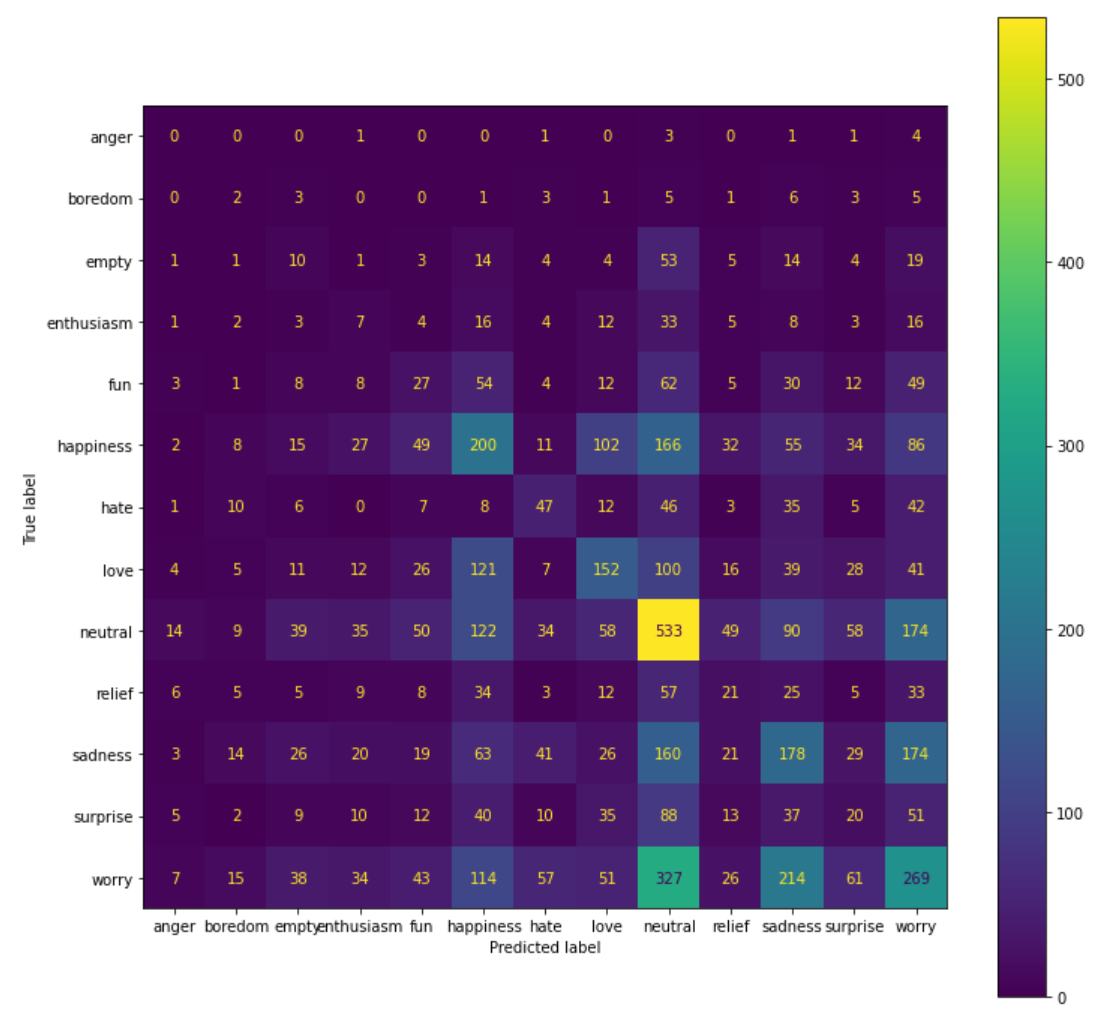 anger 0 0 0 1 0 0 1 0 3 0 1 1 4
boredom 0 2 3 0 0 1 3 1 5 1 6 3 5
empty 1 1 10 1 3 14 4 4 53 5 14 4 19
enthusiasm 1 2 3 7 4 16 4 12 33 5 8 3 16
fun 3 1 8 8 27 54 4 12 62 5 30 12 49
happiness 2 8 15 27 49 200 11 102 166 32 55 34 86
hate 1 10 6 0 7 8 47 12 46 3 35 5 42
love 4 5 11 12 26 121 7 152 100 16 39 28 41
neutral 14 9 39 35 50 122 34 58 533 49 90 58 174
relief 6 5 5 9 8 34 3 12 57 21 25 5 33
sadness 3 14 26 20 19 63 41 26 160 21 178 29 174
surprise 5 2 9 10 12 40 10 35 88 13 37 20 51
worry 7 15 38 34 43 114 57 51 327 26 214 61 269
anger boredom empty enthusiasm fun happiness hate love neutral relief sadness surprise worry
Predicted label
True label
500
400
300
200
100
0